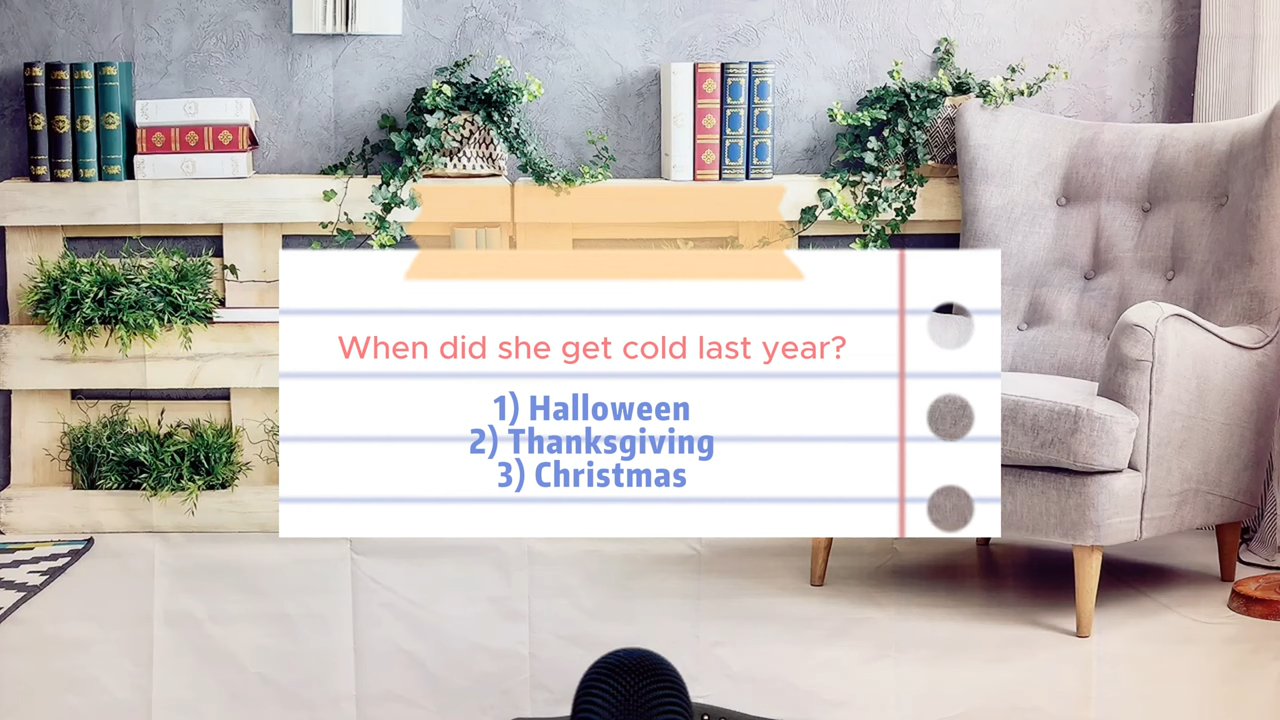 When did she get cold last year?
1) Halloween
2) Thanksgiving
3) Christmas